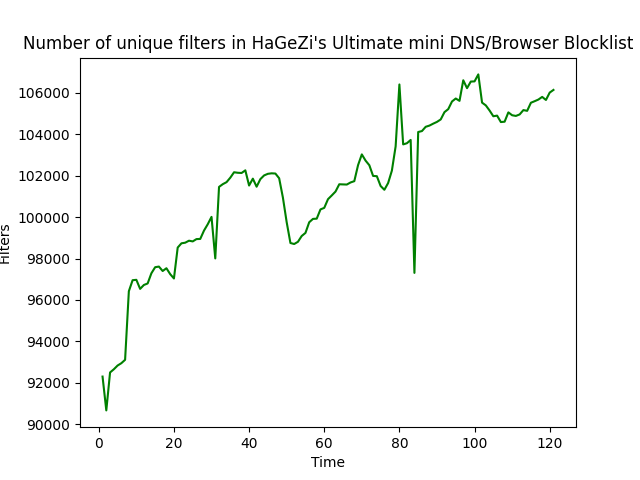 Number of unique filters in HaGeZi's Ultimate mini DNS/Browser Blocklist
106000
104000
102000
100000
98000
96000
94000
92000
90000
Filters
0 20 40 60 80 100 120
Time